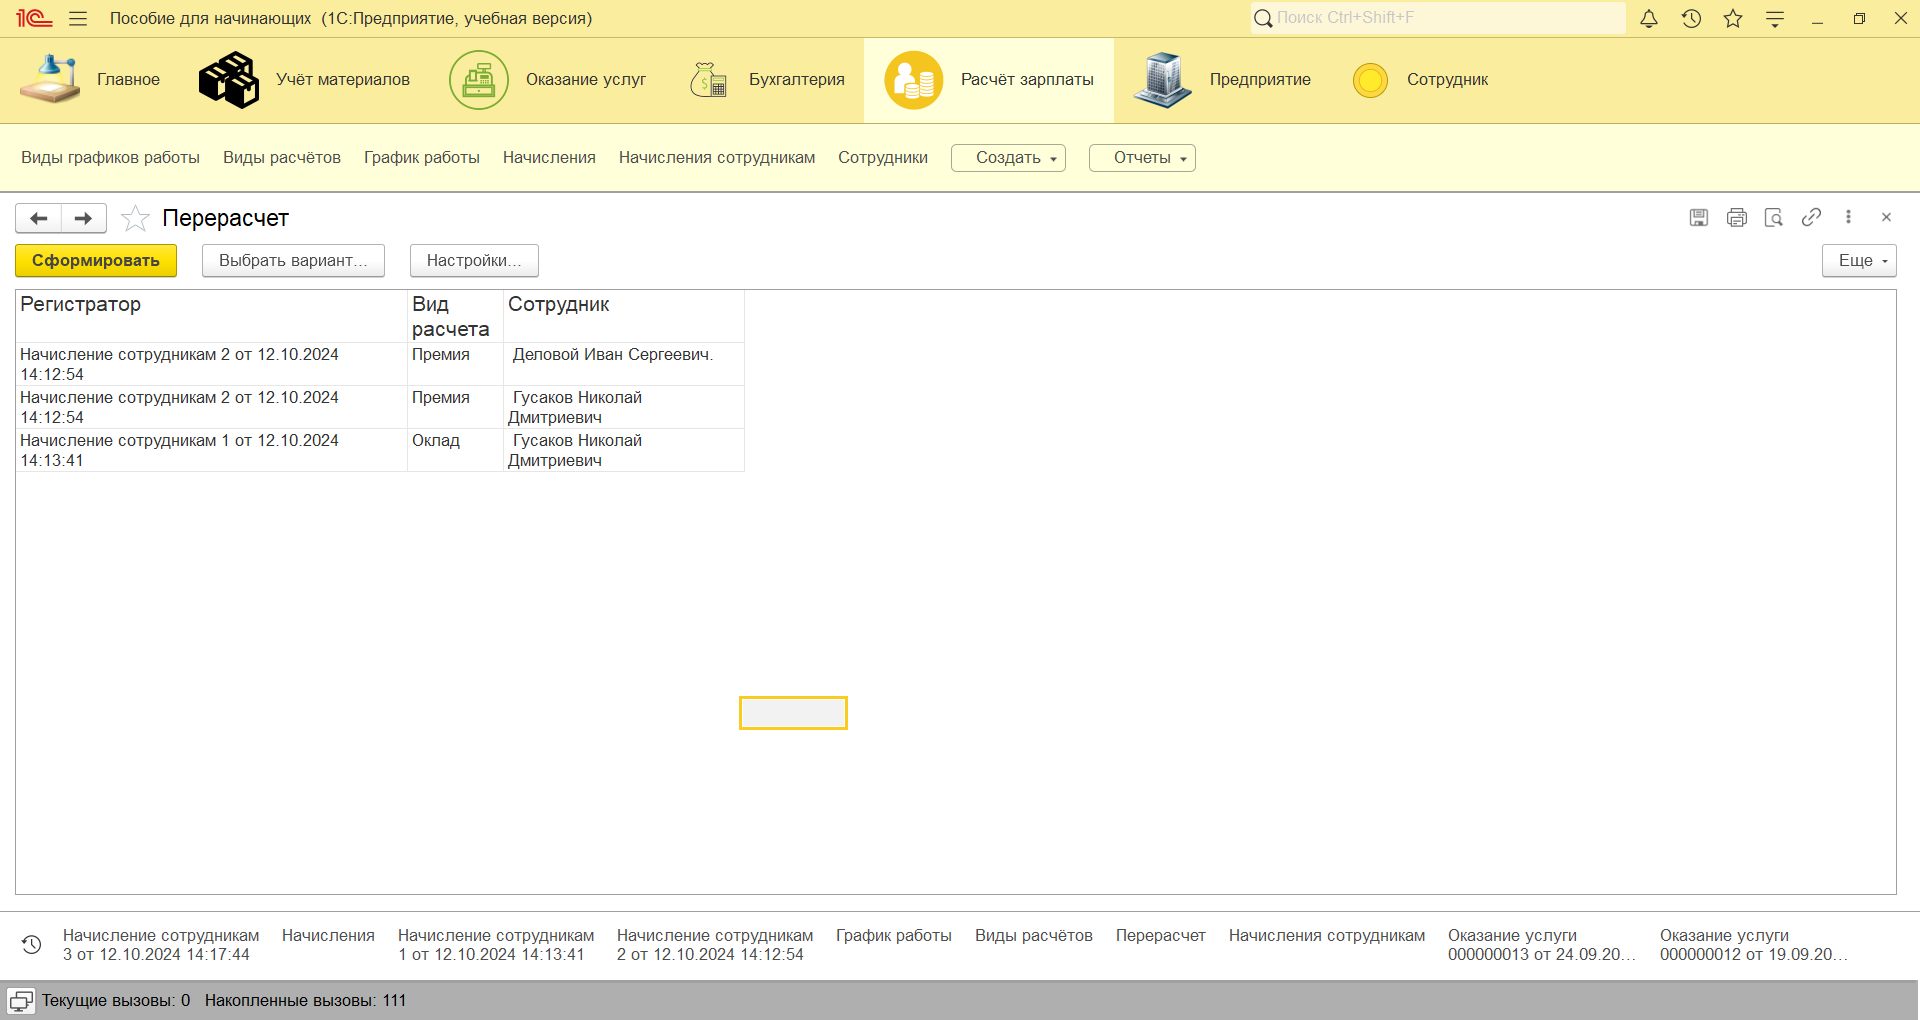 1С Пособие для начинающих (1С:Предприятие, учебная версия) Поиск Ctrl+Shift+F
Главное Учёт материалов Оказание услуг Бухгалтерия Расчёт зарплаты Предприятие Сотрудник
Виды графиков работы Виды расчётов График работы Начисления Начисления сотрудникам Сотрудники Создать Отчеты
Перерасчет
Сформировать Выбрать вариант... Настройки... Еще
Регистратор Вид расчета Сотрудник
Начисление сотрудникам 2 от 12.10.2024 14:12:54 Премия Деловой Иван Сергеевич.
Начисление сотрудникам 2 от 12.10.2024 14:12:54 Премия Гусаков Николай Дмитриевич
Начисление сотрудникам 1 от 12.10.2024 14:13:41 Оклад Гусаков Николай Дмитриевич
Начисление сотрудникам 3 от 12.10.2024 14:17:44
Начисления
Начисление сотрудникам 1 от 12.10.2024 14:13:41
Начисление сотрудникам 2 от 12.10.2024 14:12:54
График работы
Виды расчётов
Перерасчет
Начисления сотрудникам
Оказание услуги 000000013 от 24.09.20...
Оказание услуги 000000012 от 19.09.20...
Текущие вызовы: 0 Накопленные вызовы: 111